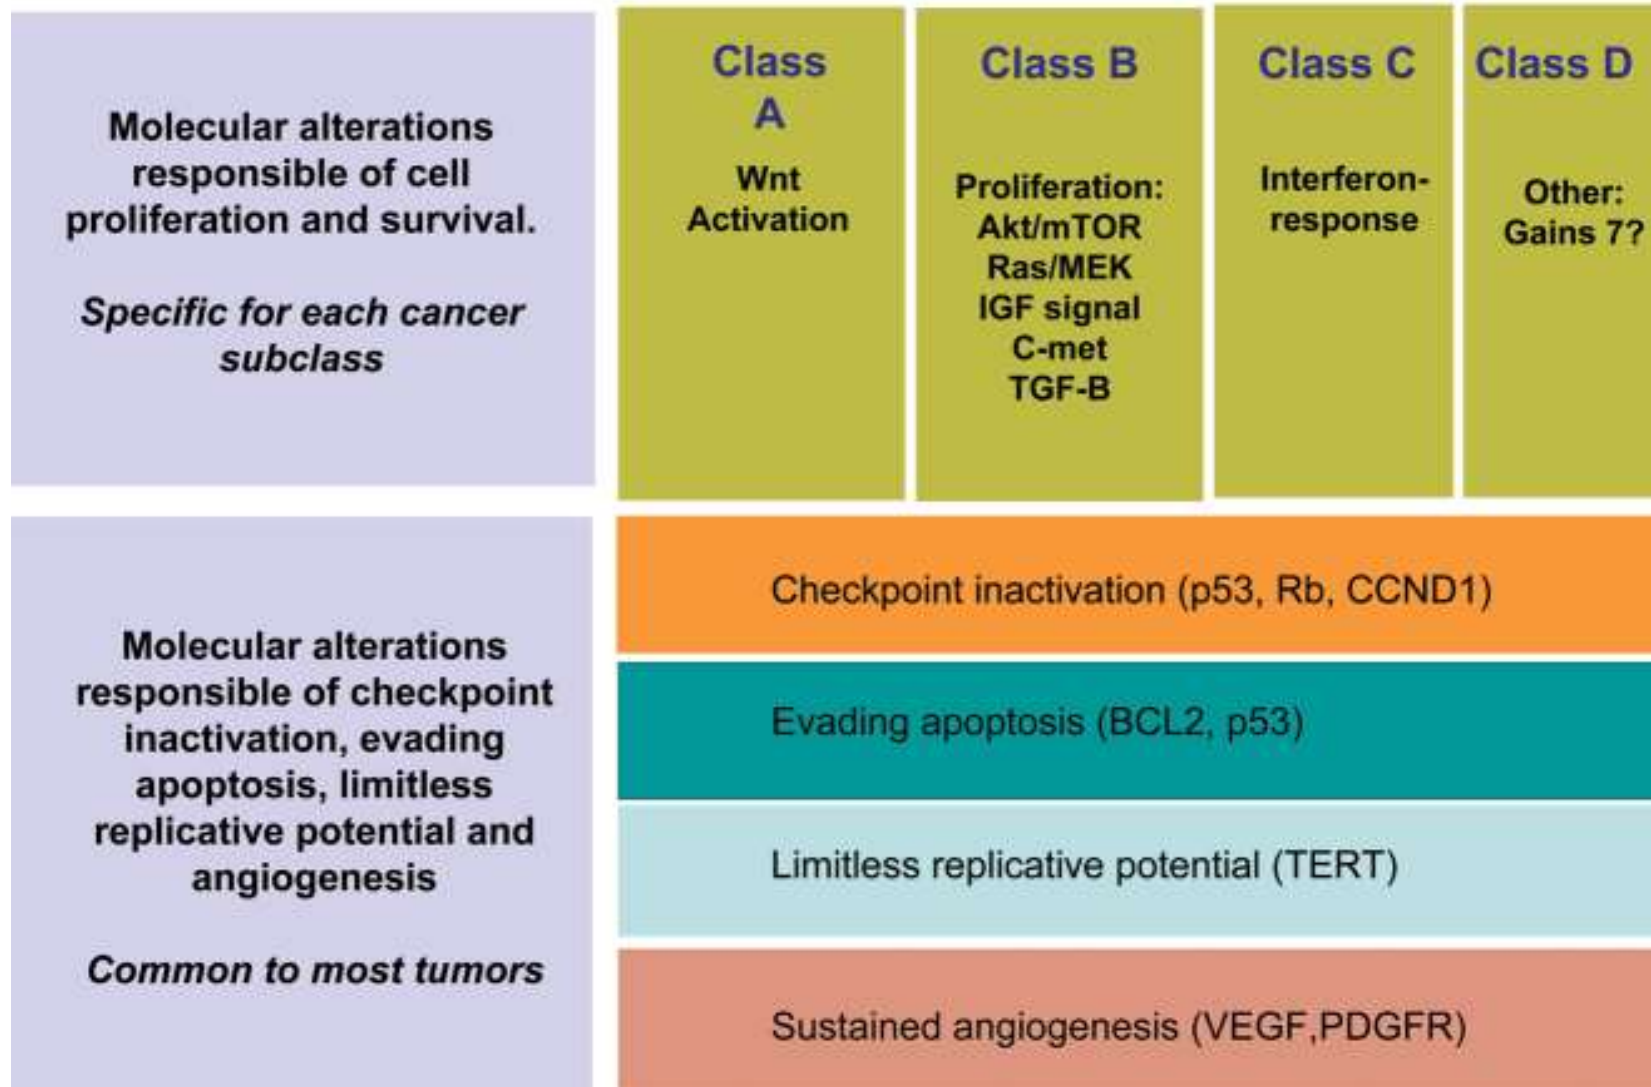 Molecular alterations
responsible of cell
proliferation and survival.
Specific for each cancer
subclass
Class
A
Wnt
Activation
Class B
Proliferation:
Akt/mTOR
Ras/MEK
IGF signal
C-met
TGF-B
Class C
Interferon-
response
Class D
Other:
Gains 7?
Molecular alterations
responsible of checkpoint
inactivation, evading
apoptosis, limitless
replicative potential and
angiogenesis
Common to most tumors
Checkpoint inactivation (p53, Rb, CCND1)
Evading apoptosis (BCL2, p53)
Limitless replicative potential (TERT)
Sustained angiogenesis (VEGF,PDGFR)